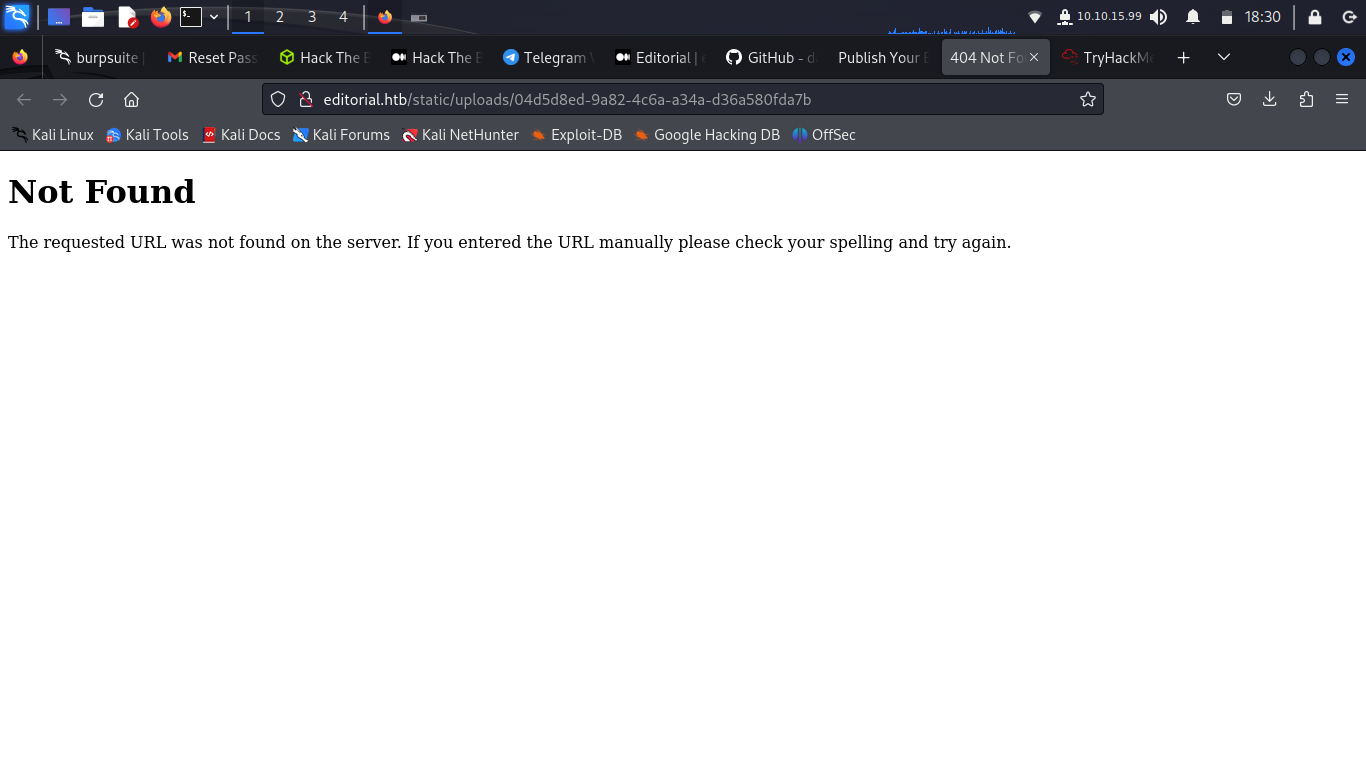 1 2 3 4 10.10.15.99 18:30
burpsuite | Reset Pass Hack The B Hack The B Telegram Editorial | e GitHub - d Publish Your 404 Not Fo TryHackMe
editorial.htb/static/uploads/04d5d8ed-9a82-4c6a-a34a-d36a580fda7b
Kali Linux Kali Tools Kali Docs Kali Forums Kali NetHunter Exploit-DB Google Hacking DB OffSec
Not Found
The requested URL was not found on the server. If you entered the URL manually please check your spelling and try again.